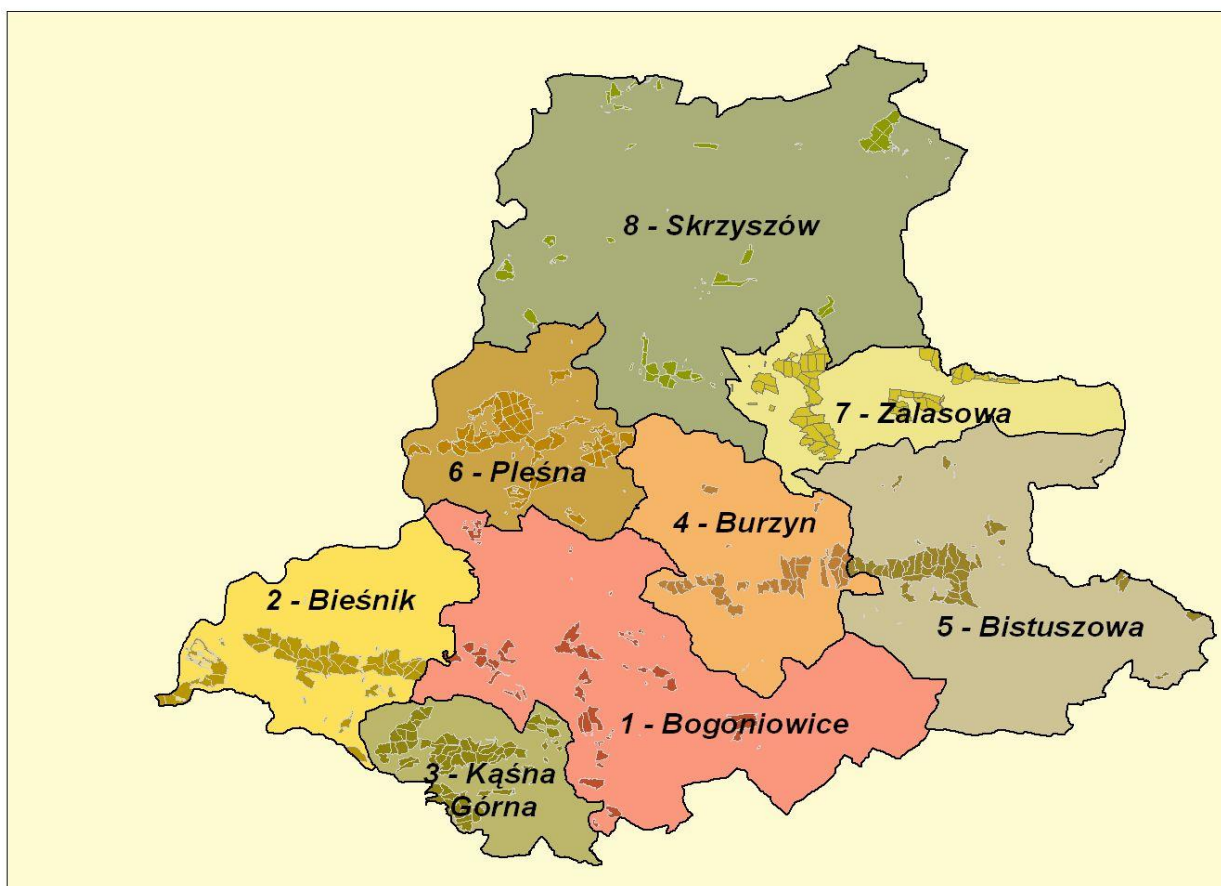 8 - Skrzyszów
7 - Zalasowa
6 - Pleśna
4 - Burzyn
2 - Bieśnik
5 - Bistuszowa
1 - Bogoniowice
3 - Kąśna
Górna